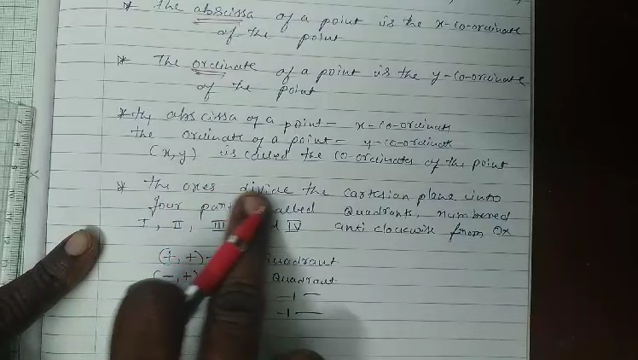 * The abscissa of a point is the x-co-ordinate
of the point
* The ordinate of a point is the y-co-ordinate
of the point
* The abscissa of a point = x-co-ordinate
the ordinate of a point = y-co-ordinate
(x,y) is called the co-ordinates of the point
* The axes divide the cartesian plane into
four called Quadrants, numbered
I, II, III IV anti clockwise from OX
(+,+) Quadrant
(-,+) Quadrant